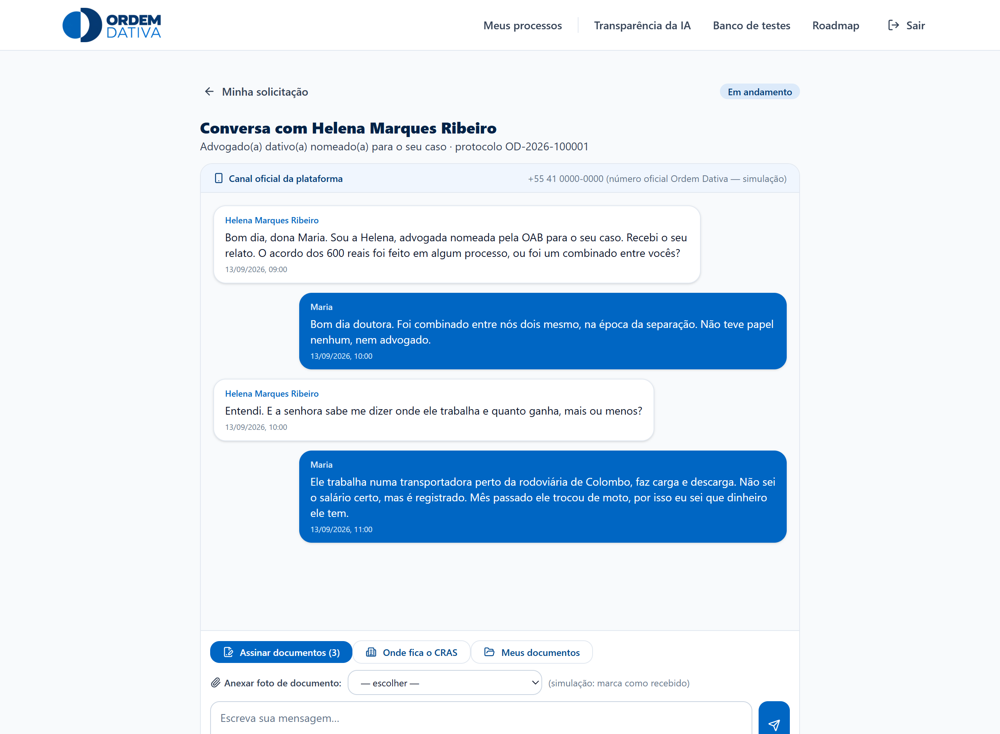 ORDEM
DATIVA
Meus processos
Transparência da IA
Banco de testes
Roadmap
Sair
Minha solicitação
Em andamento
Conversa com Helena Marques Ribeiro
Advogado(a) dativo(a) nomeado(a) para o seu caso · protocolo OD-2026-100001
Canal oficial da plataforma
+55 41 0000-0000 (número oficial Ordem Dativa — simulação)
Helena Marques Ribeiro
Bom dia, dona Maria. Sou a Helena, advogada nomeada pela OAB para o seu caso. Recebi o seu
relato. O acordo dos 600 reais foi feito em algum processo, ou foi um combinado entre vocês?
13/09/2026, 09:00
Maria
Bom dia doutora. Foi combinado entre nós dois mesmo, na época da separação. Não teve papel
nenhum, nem advogado.
13/09/2026, 10:00
Helena Marques Ribeiro
Entendi. E a senhora sabe me dizer onde ele trabalha e quanto ganha, mais ou menos?
13/09/2026, 10:00
Maria
Ele trabalha numa transportadora perto da rodoviária de Colombo, faz carga e descarga. Não sei
o salário certo, mas é registrado. Mês passado ele trocou de moto, por isso eu sei que dinheiro
ele tem.
13/09/2026, 11:00
Assinar documentos (3)
Onde fica o CRAS
Meus documentos
Anexar foto de documento:
— escolher —
(simulação: marca como recebido)
Escreva sua mensagem...